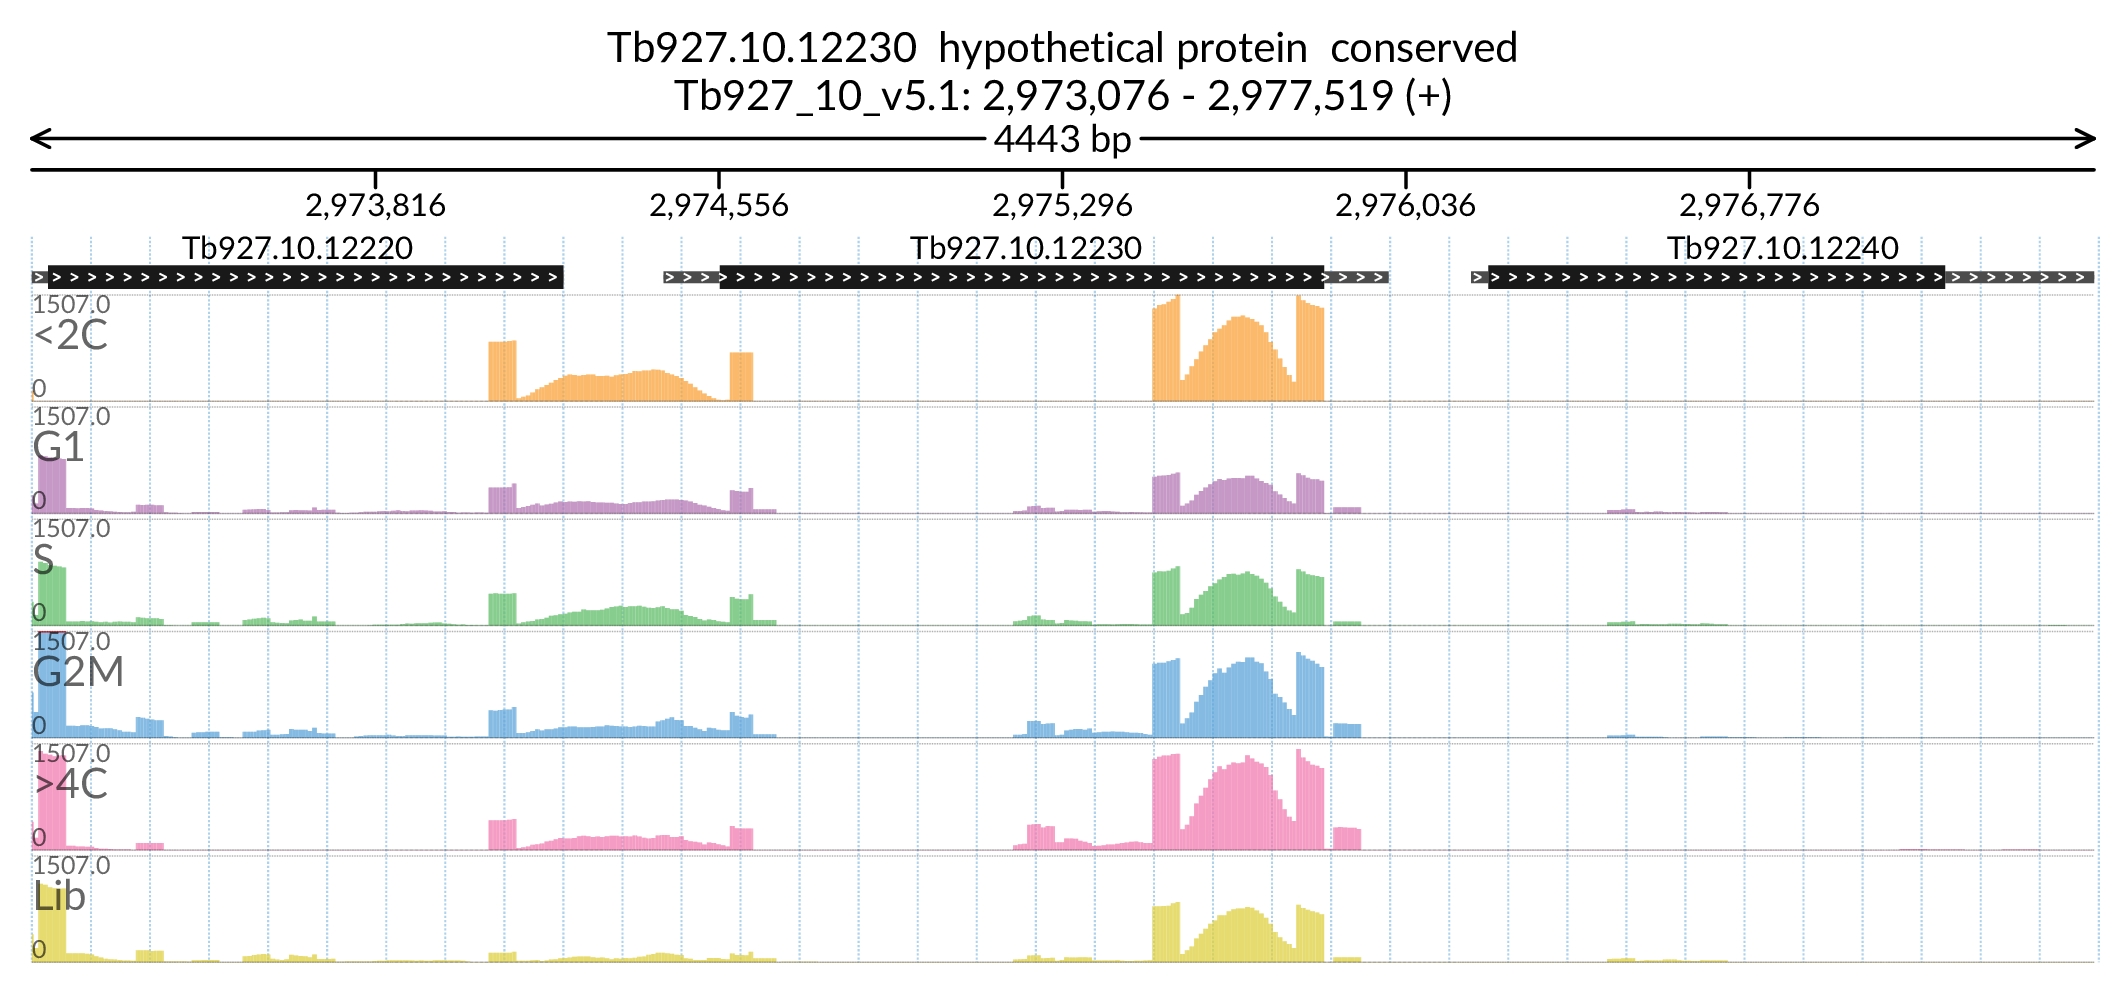 Tb927.10.12230  hypothetical protein  conserved
Tb927_10_v5.1: 2,973,076 - 2,977,519 (+)
4443 bp
2,973,816 2,974,556 2,975,296 2,976,036 2,976,776
Tb927.10.12220 Tb927.10.12230 Tb927.10.12240
1507.0
<2C
0
1507.0
G1
0
1507.0
S
0
1507.0
G2M
0
1507.0
>4C
0
1507.0
Lib
0